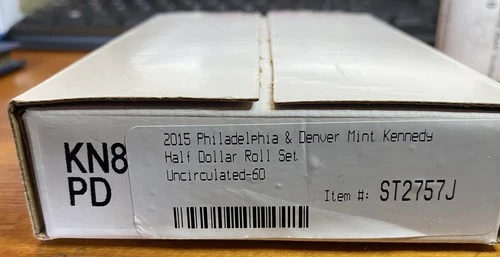 KN8
PD
2015 Philadelphia & Denver Mint Kennedy
Half Dollar Roll Set
Uncirculated-60
Item #: ST2757J